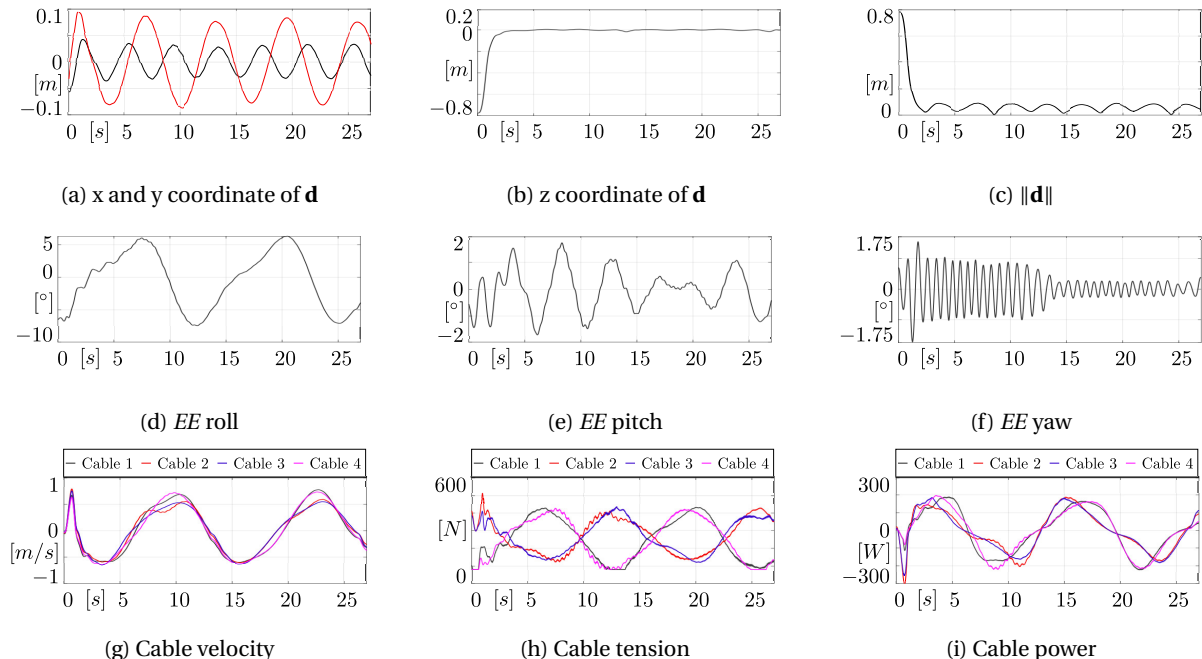 0.1
0
[m]
−0.1
0 [s] 5 10 15 20 25
0.2
0
[m]
−0.8
0 [s] 5 10 15 20 25
0.8
[m]
0
0 [s] 5 10 15 20 25
(a) x and y coordinate of d
(b) z coordinate of d
(c) ‖d‖
5
0
[°]
−10
0 [s] 5 10 15 20 25
2
0
[°]
−2
0 [s] 5 10 15 20 25
1.75
0
[°]
−1.75
0 [s] 5 10 15 20 25
(d) EE roll
(e) EE pitch
(f) EE yaw
Cable 1 Cable 2 Cable 3 Cable 4
1
0
[m/s]
−1
0 [s] 5 10 15 20 25
Cable 1 Cable 2 Cable 3 Cable 4
600
[N]
0
0 [s] 5 10 15 20 25
Cable 1 Cable 2 Cable 3 Cable 4
300
0
[W]
−300
0 [s] 5 10 15 20 25
(g) Cable velocity
(h) Cable tension
(i) Cable power